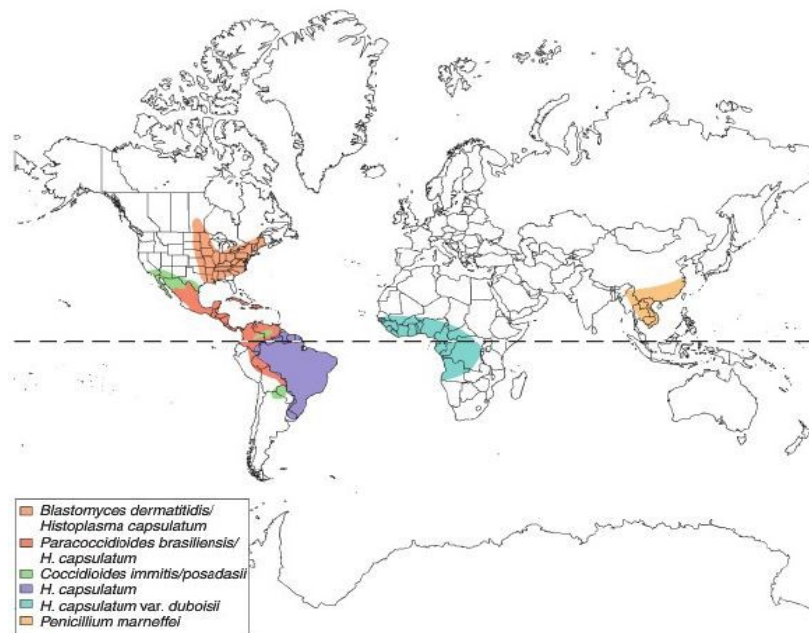 Blastomyces dermatitidis/
Histoplasma capsulatum
Paracoccidioides brasiliensis/
H. capsulatum
Coccidioides immitis/posadasii
H. capsulatum
H. capsulatum var. duboisii
Penicillium marneffei